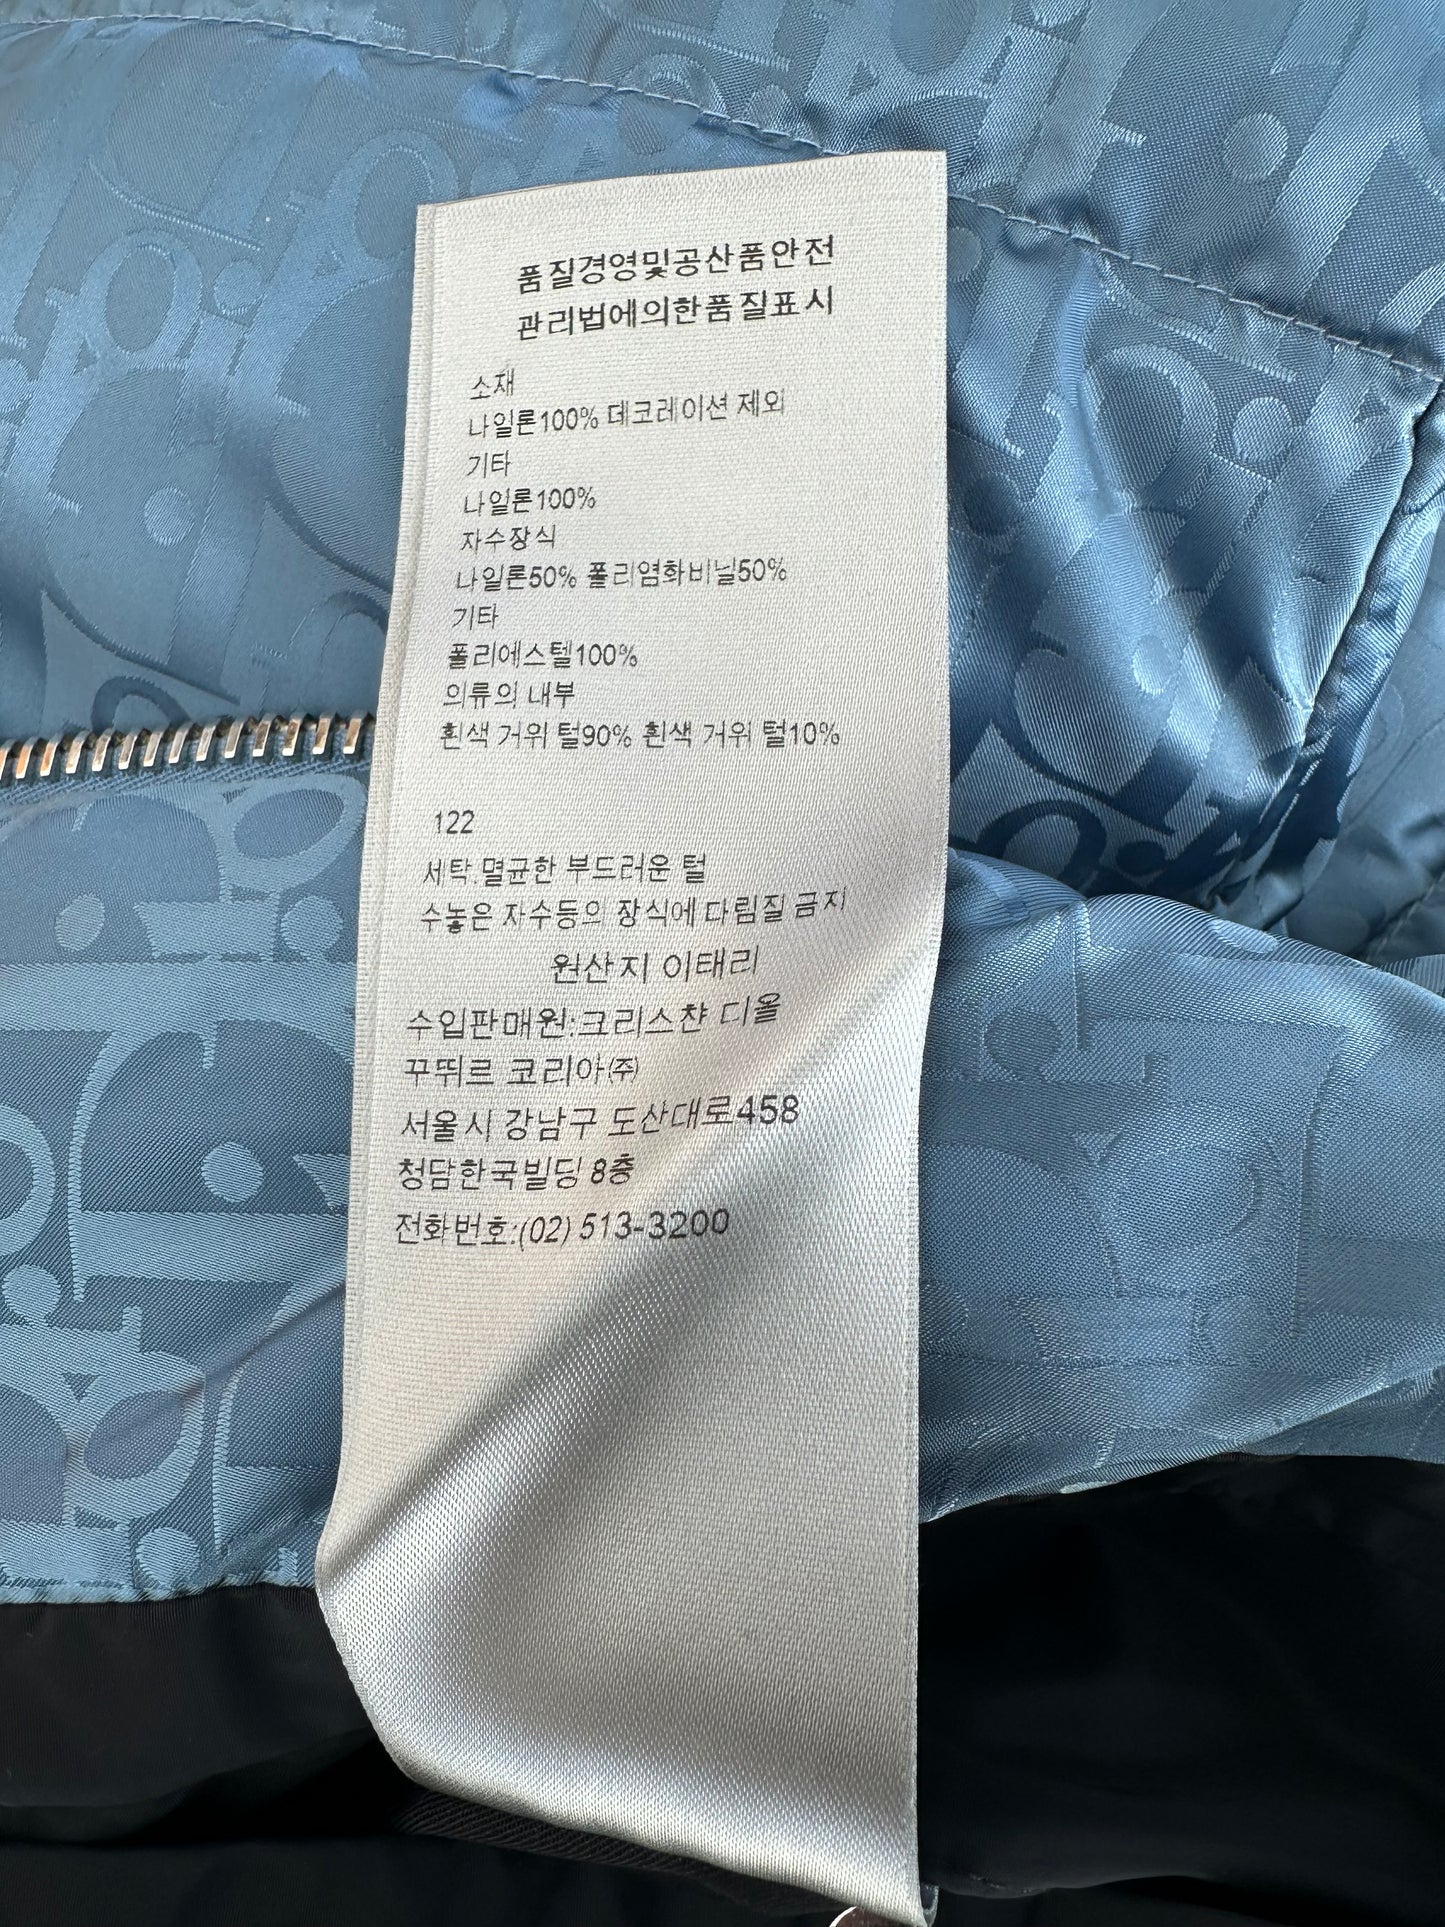 품질경영및공산품안전
관리법에의한품질표시
소재
나일론100% 데코레이션 제외
기타
나일론100%
자수장식
나일론50% 폴리염화비닐50%
기타
폴리에스텔100%
의류의 내부
흰색 거위 털90% 흰색 거위 털10%
122
세탁.멸균한 부드러운 털
수놓은 자수등의 장식에 다림질 금지
원산지 이태리
수입판매원:크리스챤 디올
꾸뛰르 코리아㈜
서울시 강남구 도산대로458
청담한국빌딩 8층
전화번호:(02) 513-3200